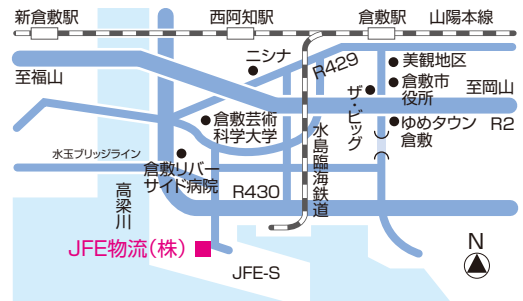 新倉敷駅
西阿知駅
倉敷駅
山陽本線
ニシナ
R429
美観地区
倉敷市
役所
至福山
至岡山
ザ・ビッグ
倉敷芸術
科学大学
ゆめタウン
倉敷
R2
水玉ブリッジライン
倉敷リバー
サイド病院
水島臨海鉄道
高梁川
R430
JFE物流(株)
JFE-S
N